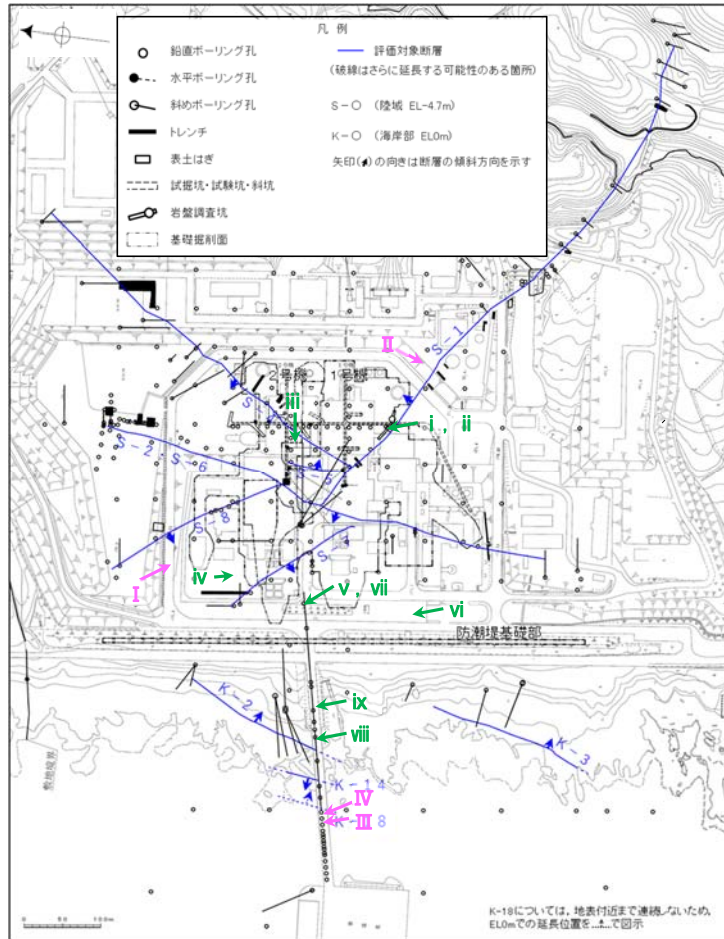 凡 例
鉛直ボーリング孔
水平ボーリング孔
斜めボーリング孔
トレンチ
表土はぎ
試掘坑・試験坑・斜坑
岩盤調査坑
基礎掘削面
評価対象断層
(破線はさらに延長する可能性のある箇所)
S-○ (陸域 EL-4.7m)
K-○ (海岸部 EL0m)
矢印( )の向きは断層の傾斜方向を示す
S-1
Ⅱ
2号機
1号機
S-4
ⅲ
ⅰ, ⅱ
S-2・S-6
S-5
S-8
S-7
Ⅰ
ⅳ
ⅴ, ⅶ
ⅵ
防潮堤基礎部
K-2
ⅸ
ⅷ
K-3
敷地境界
K-14
Ⅳ
Ⅲ
K-18
0 50 100m
K-18については、地表付近まで連続しないため、
EL0mでの延長位置を…▲…で図示